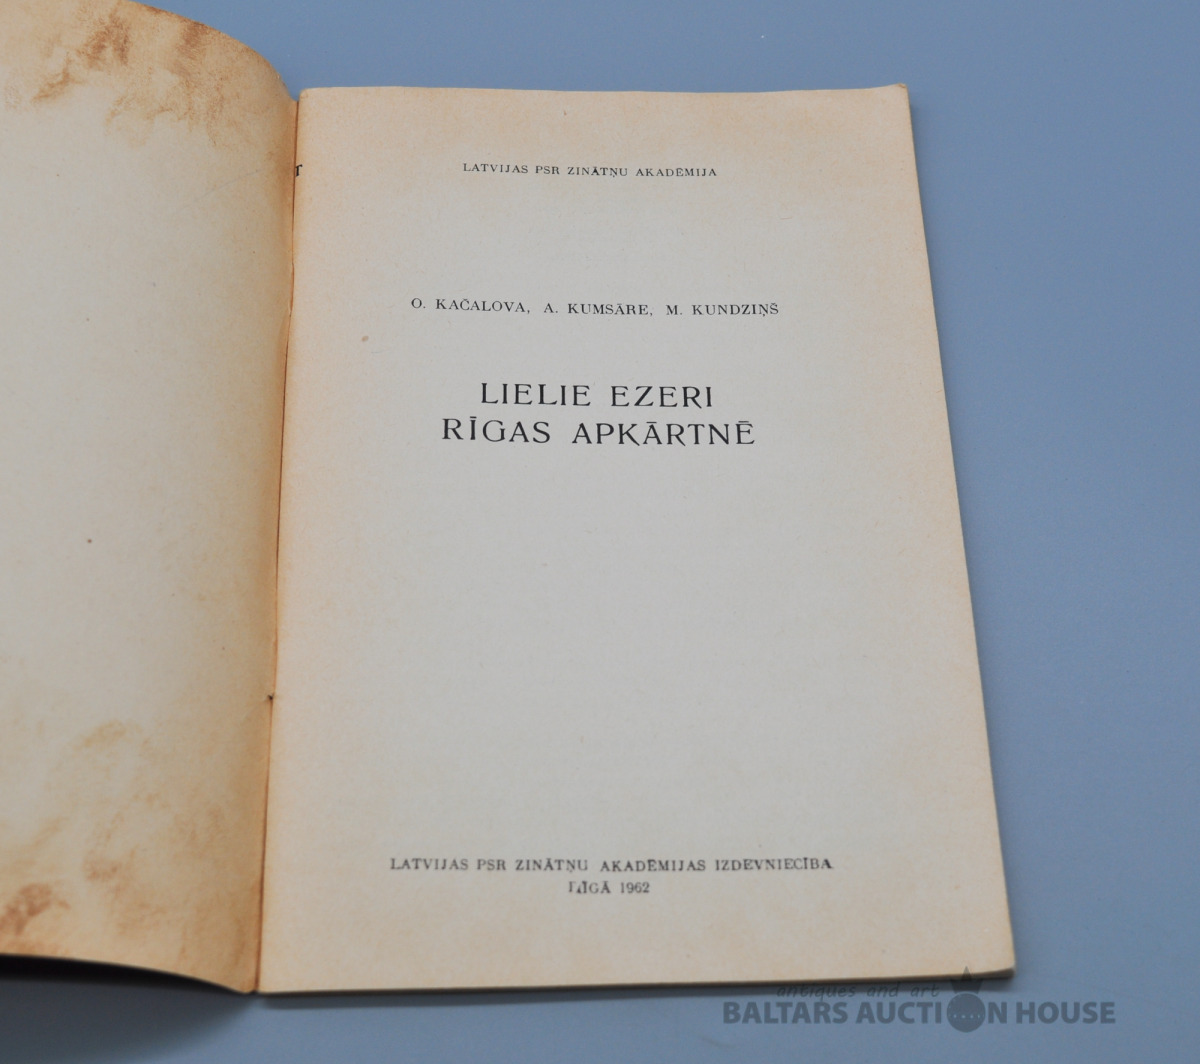 LATVIJAS PSR ZINĀTŅU AKADĒMIJA
O. KAČALOVA, A. KUMSĀRE, M. KUNDZIŅŠ
LIELIE EZERI
RĪGAS APKĀRTNĒ
LATVIJAS PSR ZINĀTŅU AKADĒMIJAS IZDEVNIECĪBA
RĪGĀ 1962
antiques and art
BALTARS AUCTION HOUSE